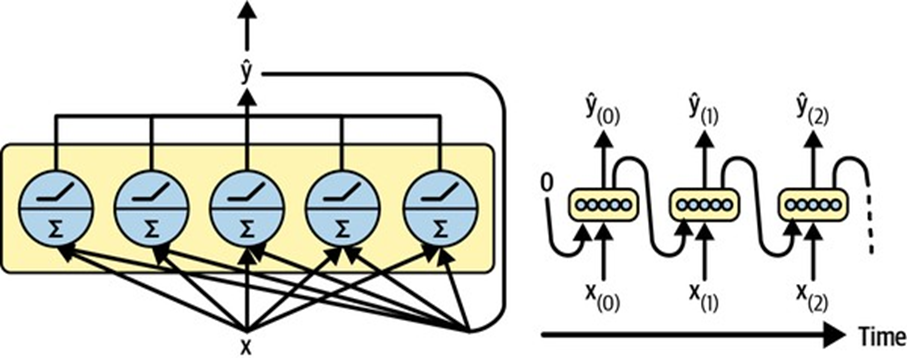 ŷ
Σ Σ Σ Σ Σ
x
ŷ(0) ŷ(1) ŷ(2)
0
x(0) x(1) x(2)
Time